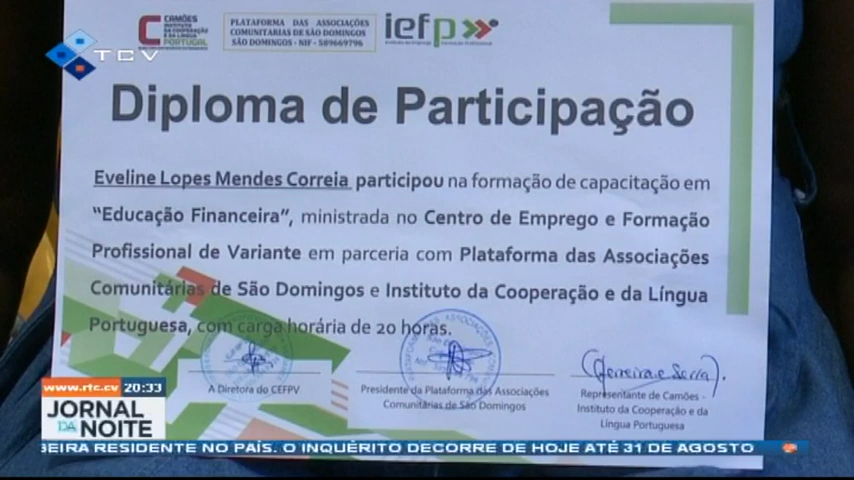 CAMÕES
INSTITUTO
DA COOPERAÇÃO
E DA LÍNGUA
PORTUGAL
PLATAFORMA DAS ASSOCIAÇÕES
COMUNITÁRIAS DE SÃO DOMINGOS
SÃO DOMINGOS - NIF - 589669796
iefp
TCV
Diploma de Participação
Eveline Lopes Mendes Correia participou na formação de capacitação em
“Educação Financeira”, ministrada no Centro de Emprego e Formação
Profissional de Variante em parceria com Plataforma das Associações
Comunitárias de São Domingos e Instituto da Cooperação e da Língua
Portuguesa, com carga horária de 20 horas.
A Diretora do CEFPV
Presidente da Plataforma das Associações
Comunitárias de São Domingos
Representante de Camões -
Instituto da Cooperação e da
Língua Portuguesa
www.rtc.cv 20:33
JORNAL
DA NOITE
BEIRA RESIDENTE NO PAÍS. O INQUÉRITO DECORRE DE HOJE ATÉ 31 DE AGOSTO